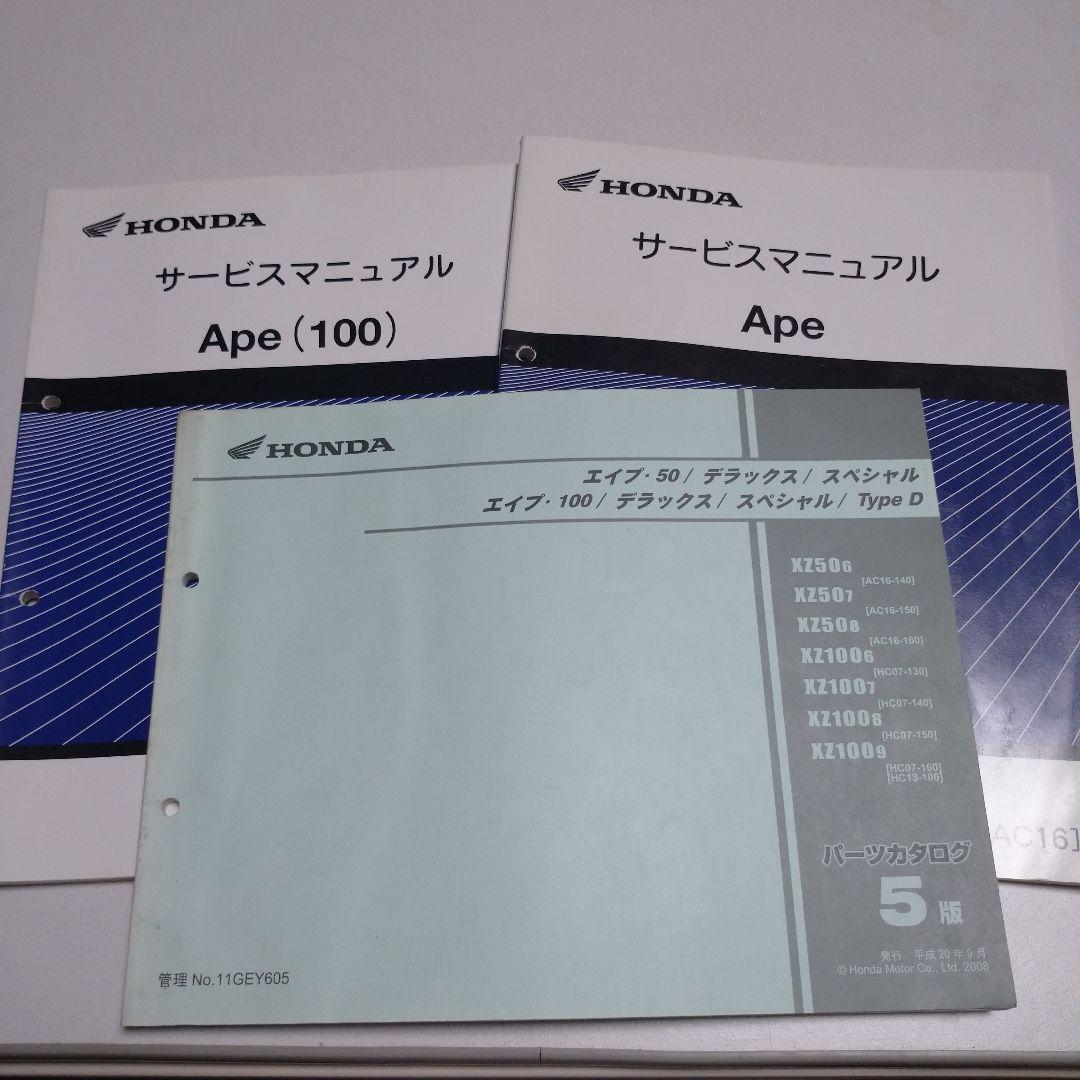 HONDA
サービスマニュアル
Ape (100)
HONDA
サービスマニュアル
Ape
AC16]
HONDA
エイプ・50/ デラックス/ スペシャル
エイプ・100/ デラックス/ スペシャル/ Type D
XZ506
[AC16-140]
XZ507
[AC16-150]
XZ508
[AC16-160]
XZ1006
[HC07-130]
XZ1007
[HC07-140]
XZ1008
[HC07-150]
XZ1009
[HC07-160]
[HC13-100]
パーツカタログ
5 版
発行 平成20年9月
© Honda Motor Co., Ltd. 2008
管理 No.11GEY605